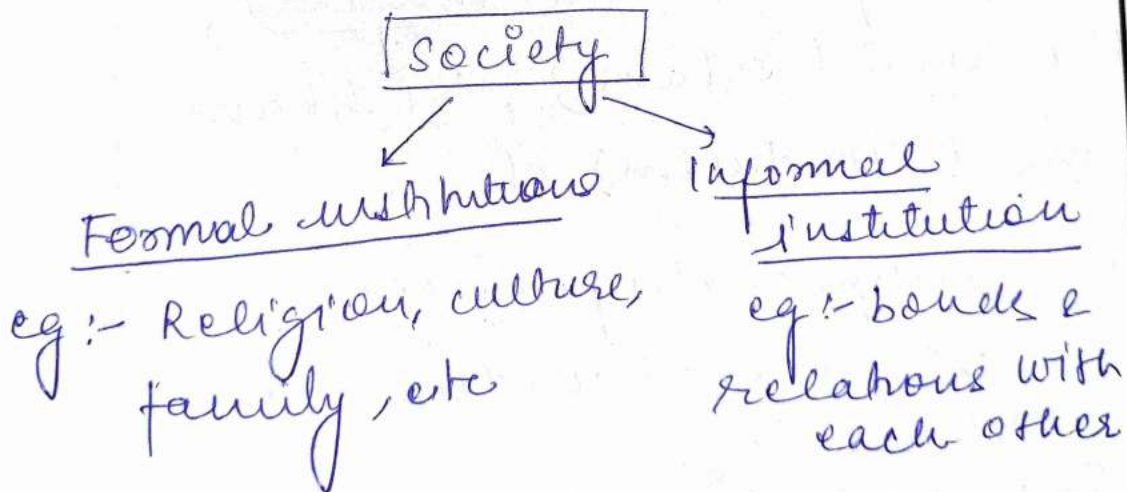 Society
Formal institutions
eg:- Religion, culture,
family, etc
Informal
institution
eg:- bonds &
relations with
each other